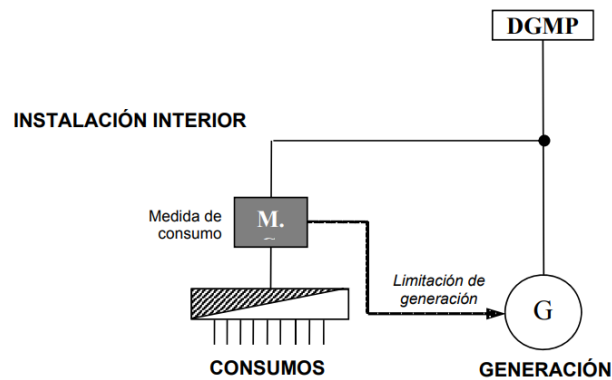 DGMP
INSTALACIÓN INTERIOR
Medida de
consumo
M.
~
Limitación de
generación
G
CONSUMOS
GENERACIÓN